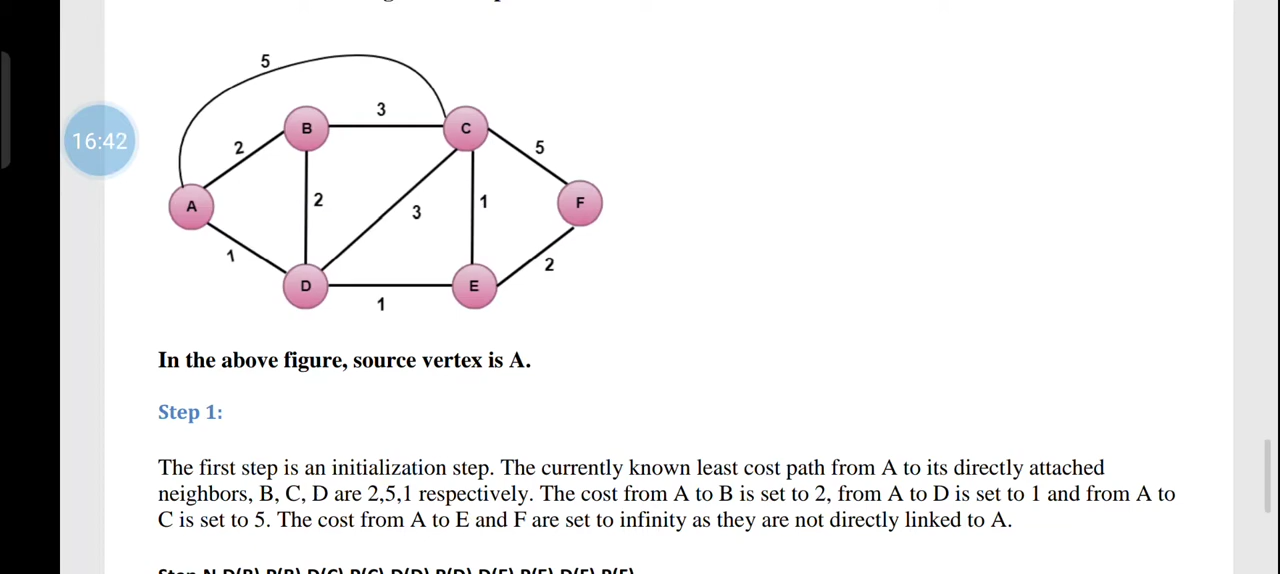 5
3
B
C
16:42
2
5
A
2
3
1
F
1
2
D
E
1
In the above figure, source vertex is A.
Step 1:
The first step is an initialization step. The currently known least cost path from A to its directly attached
neighbors, B, C, D are 2,5,1 respectively. The cost from A to B is set to 2, from A to D is set to 1 and from A to
C is set to 5. The cost from A to E and F are set to infinity as they are not directly linked to A.